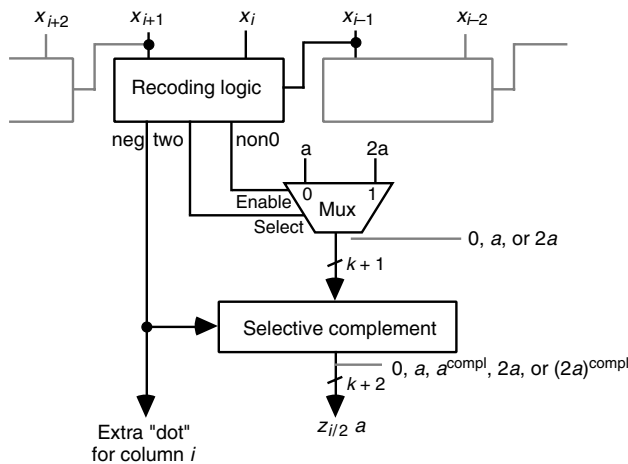 x_{i+2} x_{i+1} x_i x_{i–1} x_{i–2}
Recoding logic
neg two non0 a 2a
Enable 0 1
Mux
Select
0, a, or 2a
k + 1
Selective complement
0, a, a^{compl}, 2a, or (2a)^{compl}
k + 2
Extra "dot" z_{i/2} a
for column i